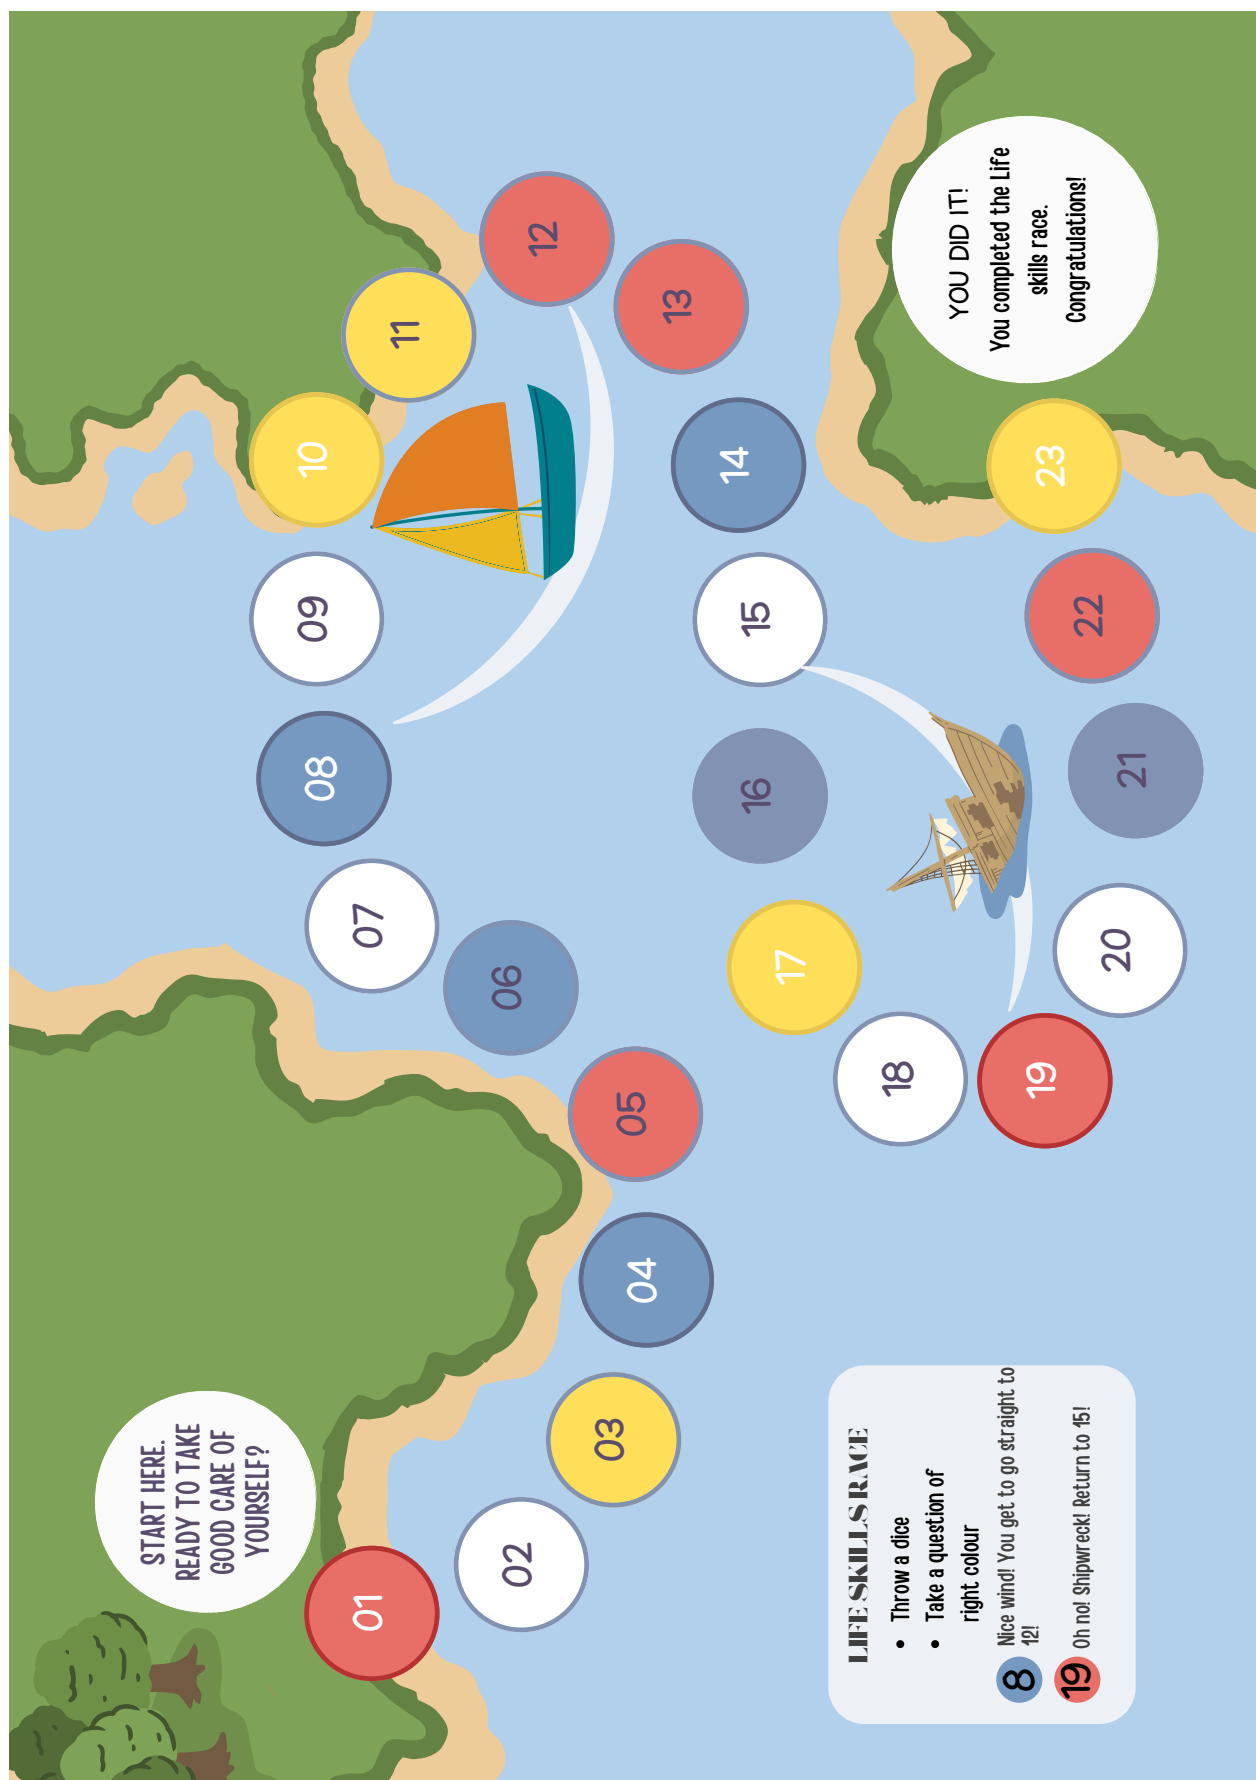 START HERE.
READY TO TAKE
GOOD CARE OF
YOURSELF?
01
02
03
04
05
06
07
08
09
10
11
12
13
14
15
16
17
18
19
20
21
22
23
YOU DID IT!
You completed the Life
skills race.
Congratulations!
LIFE SKILLS RACE
• Throw a dice
• Take a question of
right colour
8 Nice wind! You get to go straight to
12!
19 Oh no! Shipwreck! Return to 15!